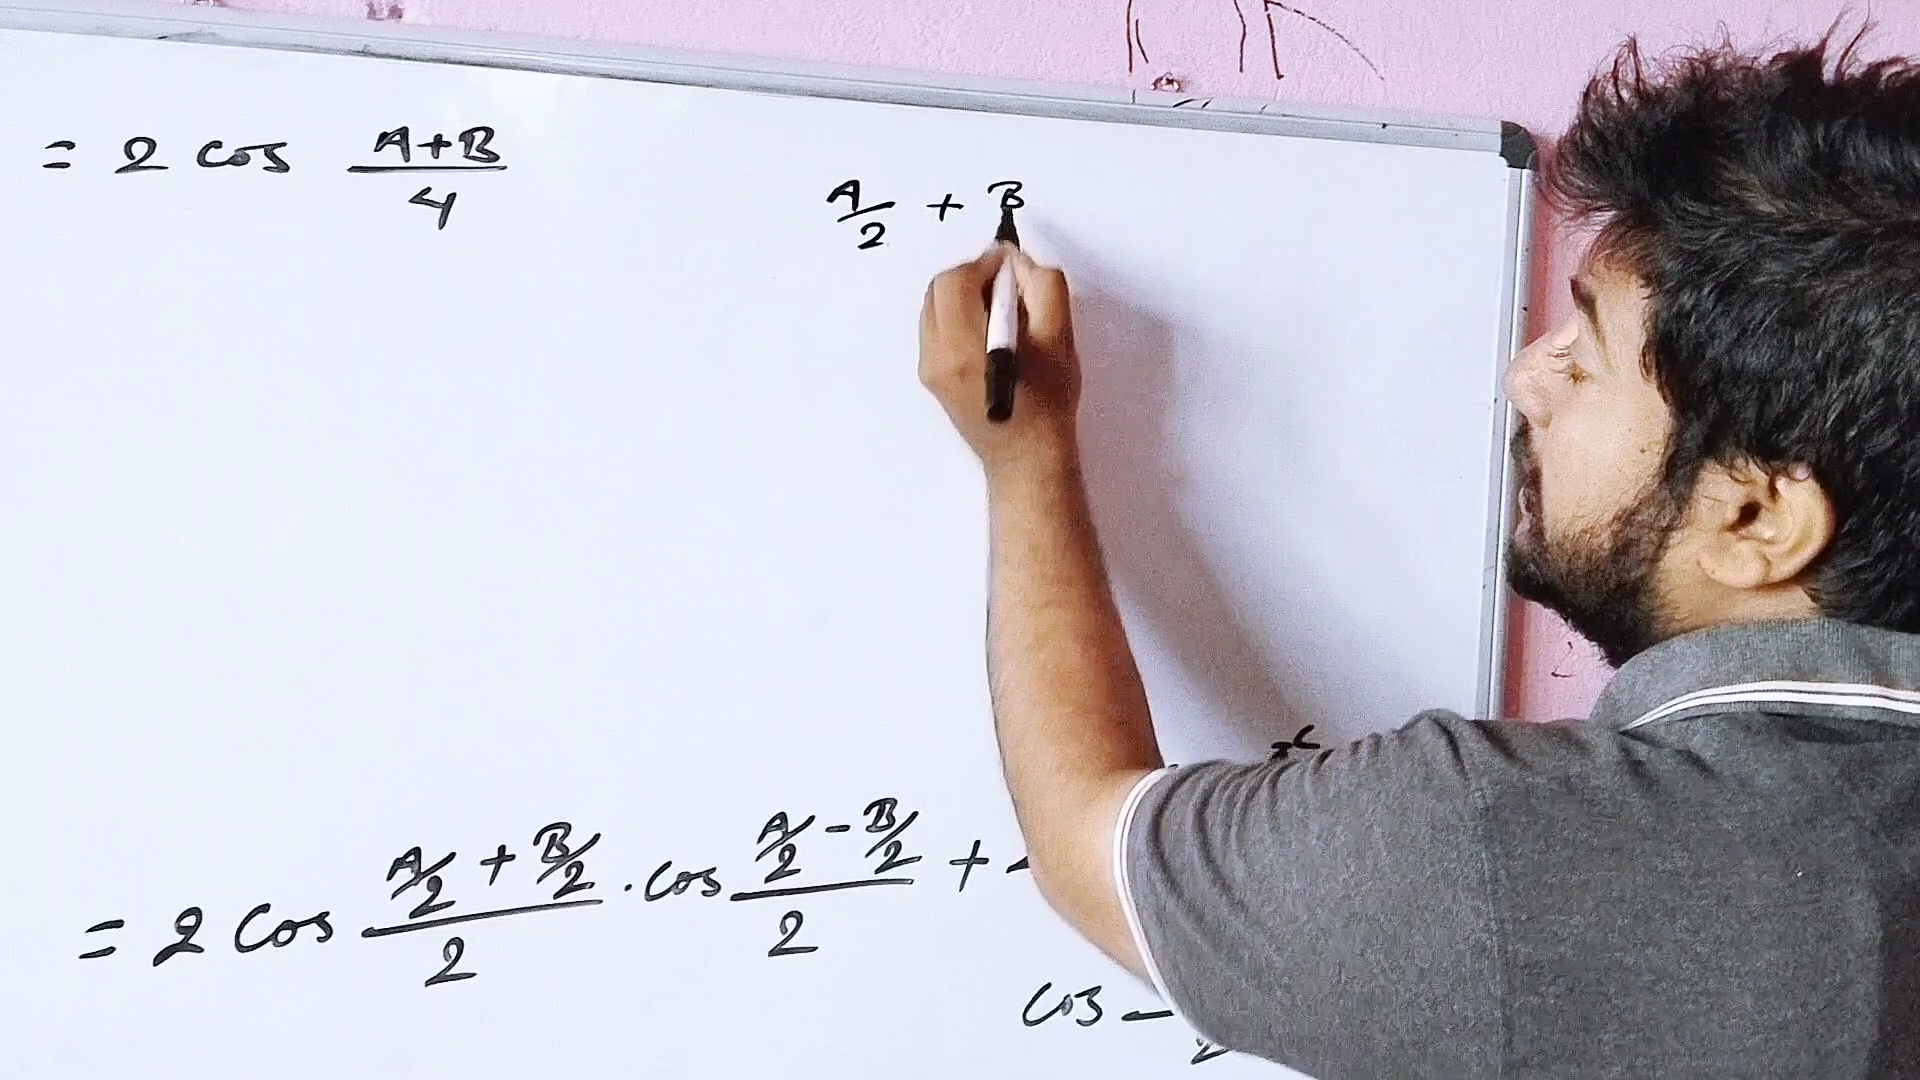 = 2 cos (A+B)/4
A/2 + B
= 2 cos (A/2 + B/2)/2 . cos (A/2 - B/2)/2 +
cos